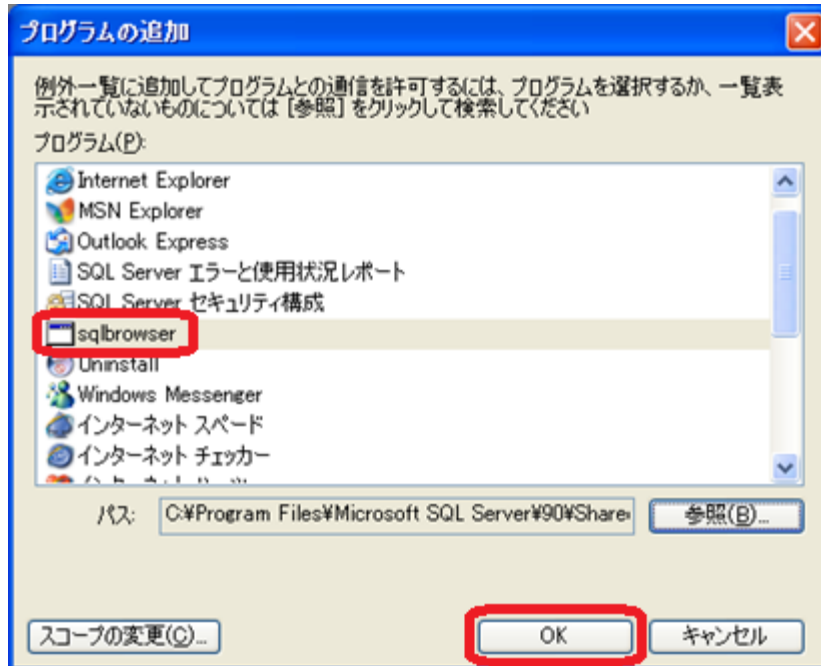 プログラムの追加
例外一覧に追加してプログラムとの通信を許可するには、プログラムを選択するか、一覧表
示されていないものについては [参照] をクリックして検索してください
プログラム(P):
Internet Explorer
MSN Explorer
Outlook Express
SQL Server エラーと使用状況レポート
SQL Server セキュリティ構成
sqlbrowser
Uninstall
Windows Messenger
インターネット スペード
インターネット チェッカー
パス: C:¥Program Files¥Microsoft SQL Server¥90¥Share 参照(B)...
スコープの変更(C)... OK キャンセル